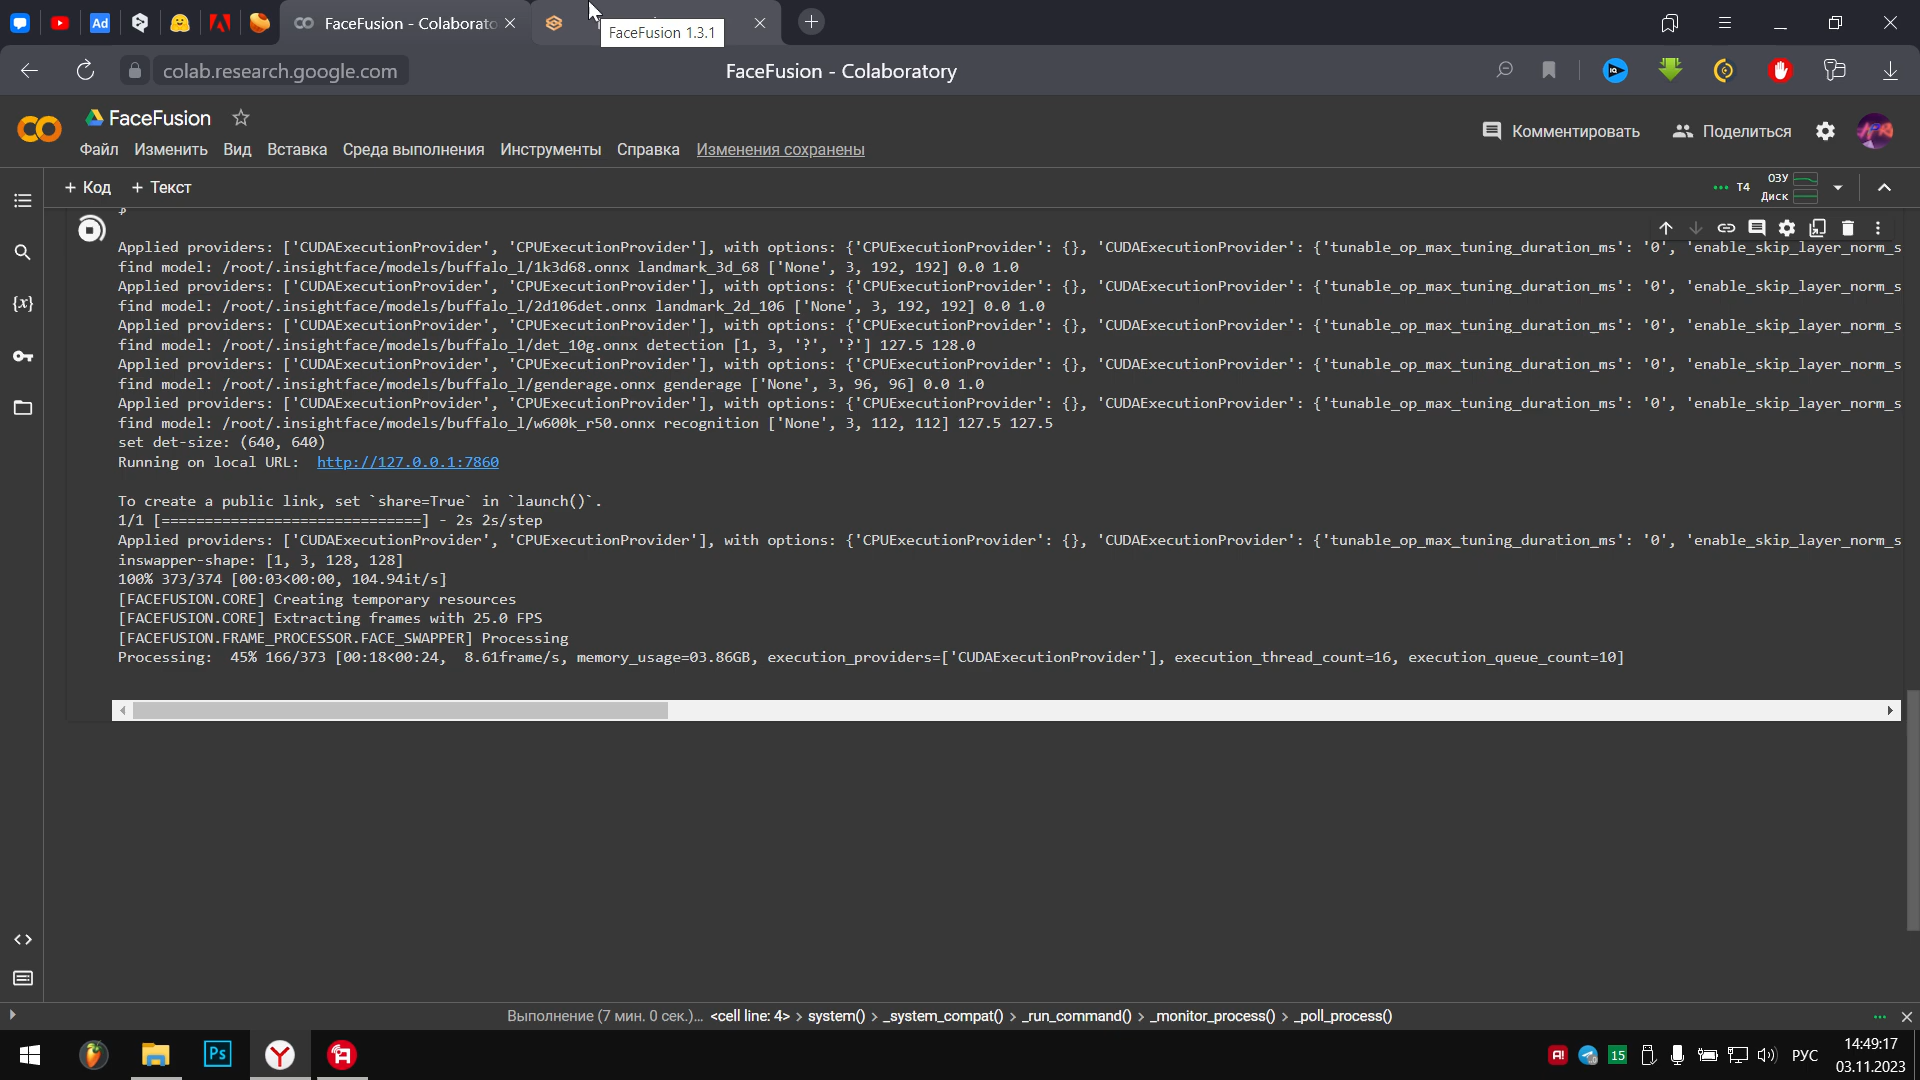 Ad
FaceFusion - Colaborato
FaceFusion 1.3.1
colab.research.google.com
FaceFusion - Colaboratory
FaceFusion
Файл Изменить Вид Вставка Среда выполнения Инструменты Справка Изменения сохранены
Комментировать
Поделиться
+ Код + Текст
T4
ОЗУ
Диск
Applied providers: ['CUDAExecutionProvider', 'CPUExecutionProvider'], with options: {'CPUExecutionProvider': {}, 'CUDAExecutionProvider': {'tunable_op_max_tuning_duration_ms': '0', 'enable_skip_layer_norm_s
find model: /root/.insightface/models/buffalo_l/1k3d68.onnx landmark_3d_68 ['None', 3, 192, 192] 0.0 1.0
Applied providers: ['CUDAExecutionProvider', 'CPUExecutionProvider'], with options: {'CPUExecutionProvider': {}, 'CUDAExecutionProvider': {'tunable_op_max_tuning_duration_ms': '0', 'enable_skip_layer_norm_s
find model: /root/.insightface/models/buffalo_l/2d106det.onnx landmark_2d_106 ['None', 3, 192, 192] 0.0 1.0
Applied providers: ['CUDAExecutionProvider', 'CPUExecutionProvider'], with options: {'CPUExecutionProvider': {}, 'CUDAExecutionProvider': {'tunable_op_max_tuning_duration_ms': '0', 'enable_skip_layer_norm_s
find model: /root/.insightface/models/buffalo_l/det_10g.onnx detection [1, 3, '?', '?'] 127.5 128.0
Applied providers: ['CUDAExecutionProvider', 'CPUExecutionProvider'], with options: {'CPUExecutionProvider': {}, 'CUDAExecutionProvider': {'tunable_op_max_tuning_duration_ms': '0', 'enable_skip_layer_norm_s
find model: /root/.insightface/models/buffalo_l/genderage.onnx genderage ['None', 3, 96, 96] 0.0 1.0
Applied providers: ['CUDAExecutionProvider', 'CPUExecutionProvider'], with options: {'CPUExecutionProvider': {}, 'CUDAExecutionProvider': {'tunable_op_max_tuning_duration_ms': '0', 'enable_skip_layer_norm_s
find model: /root/.insightface/models/buffalo_l/w600k_r50.onnx recognition ['None', 3, 112, 112] 127.5 127.5
set det-size: (640, 640)
Running on local URL:  http://127.0.0.1:7860
To create a public link, set `share=True` in `launch()`.
1/1 [==============================] - 2s 2s/step
Applied providers: ['CUDAExecutionProvider', 'CPUExecutionProvider'], with options: {'CPUExecutionProvider': {}, 'CUDAExecutionProvider': {'tunable_op_max_tuning_duration_ms': '0', 'enable_skip_layer_norm_s
inswapper-shape: [1, 3, 128, 128]
100% 373/374 [00:03<00:00, 104.94it/s]
[FACEFUSION.CORE] Creating temporary resources
[FACEFUSION.CORE] Extracting frames with 25.0 FPS
[FACEFUSION.FRAME_PROCESSOR.FACE_SWAPPER] Processing
Processing:  45% 166/373 [00:18<00:24,  8.61frame/s, memory_usage=03.86GB, execution_providers=['CUDAExecutionProvider'], execution_thread_count=16, execution_queue_count=10]
Выполнение (7 мин. 0 сек.)... <cell line: 4> > system() > _system_compat() > _run_command() > _monitor_process() > _poll_process()
Ps
A!
15
РУС
14:49:17
03.11.2023